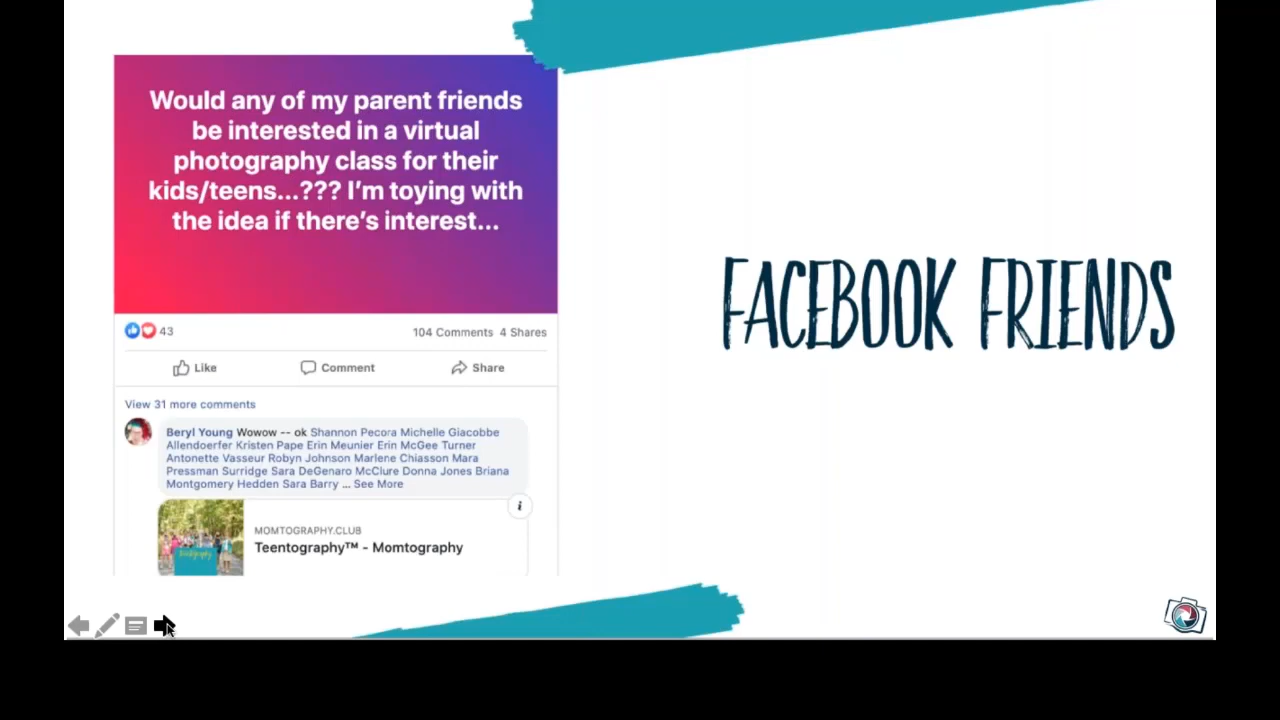 Would any of my parent friends
be interested in a virtual
photography class for their
kids/teens...??? I'm toying with
the idea if there's interest...
43
104 Comments 4 Shares
Like Comment Share
View 31 more comments
Beryl Young Wowow -- ok Shannon Pecora Michelle Giacobbe
Allendoerfer Kristen Pape Erin Meunier Erin McGee Turner
Antonette Vasseur Robyn Johnson Marlene Chiasson Mara
Pressman Surridge Sara DeGenaro McClure Donna Jones Briana
Montgomery Hedden Sara Barry ... See More
i
MOMTOGRAPHY.CLUB
Teentography™ - Momtography
FACEBOOK FRIENDS